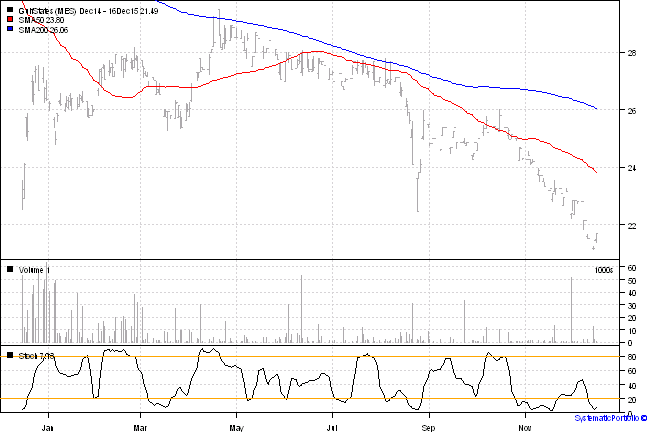 Gulf States (MES) Dec14 - 16Dec15 21.49
SMA50 23.80
SMA200 26.06
28
26
24
22
Volume 1
1000s
60
50
40
30
20
10
0
Stoch
80
60
40
20
0
Jan Mar May Jul Sep Nov
SystematicPortfolio ©